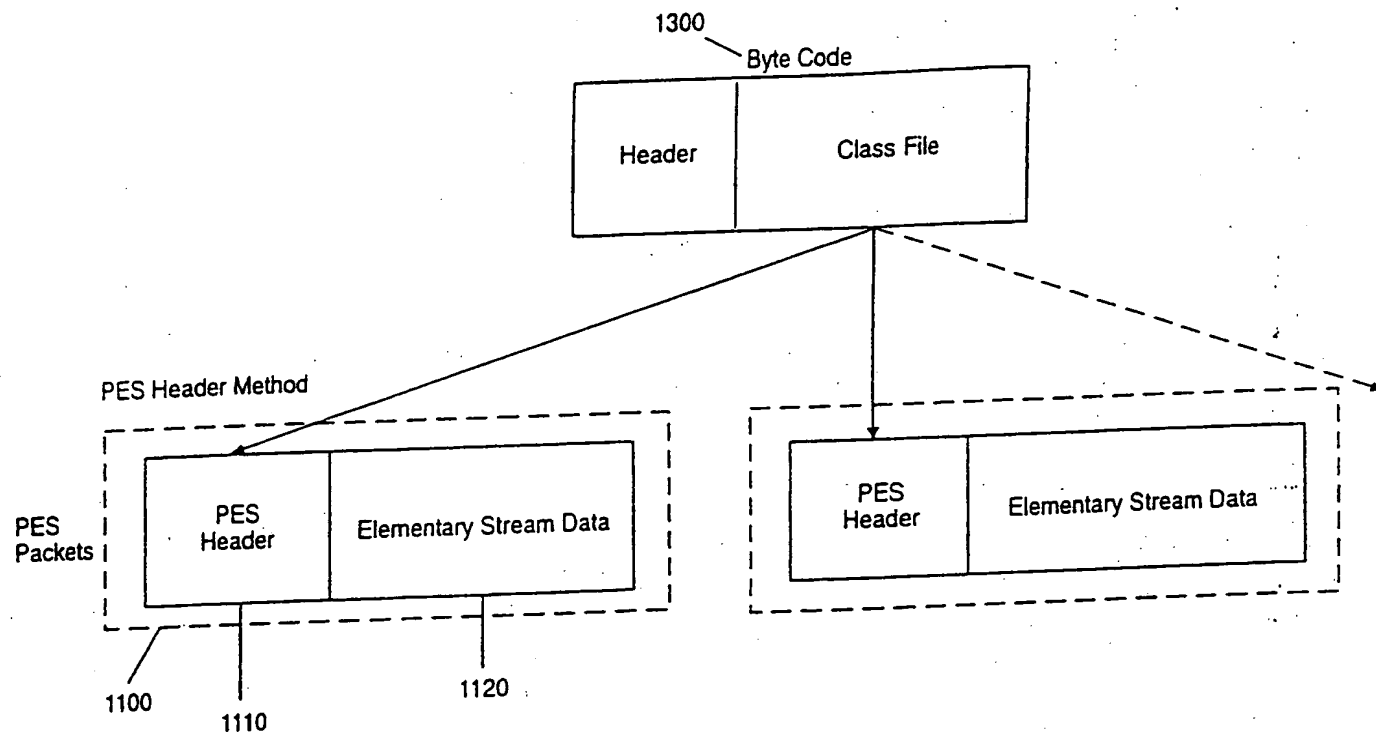 1300
Byte Code
Header
Class File
PES Header Method
PES
Packets
PES
Header
Elementary Stream Data
PES
Header
Elementary Stream Data
1100
1110
1120